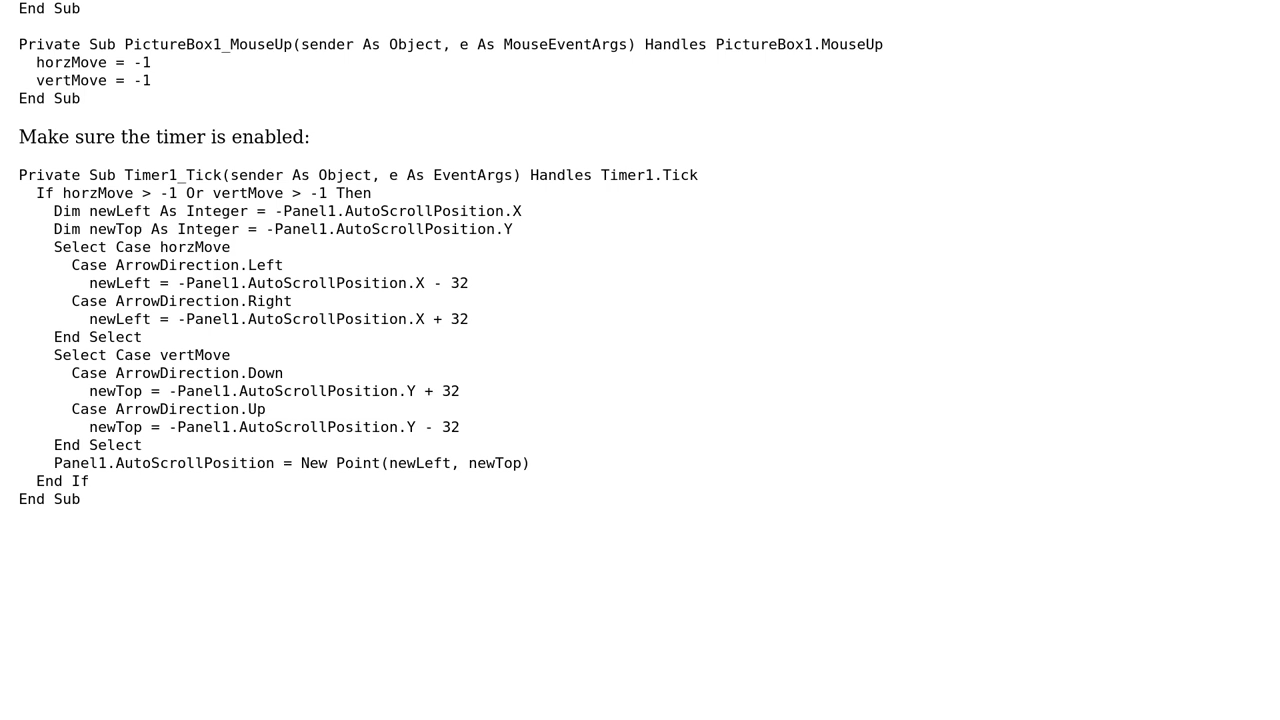 End Sub
Private Sub PictureBox1_MouseUp(sender As Object, e As MouseEventArgs) Handles PictureBox1.MouseUp
  horzMove = -1
  vertMove = -1
End Sub
Make sure the timer is enabled:
Private Sub Timer1_Tick(sender As Object, e As EventArgs) Handles Timer1.Tick
  If horzMove > -1 Or vertMove > -1 Then
    Dim newLeft As Integer = -Panel1.AutoScrollPosition.X
    Dim newTop As Integer = -Panel1.AutoScrollPosition.Y
    Select Case horzMove
      Case ArrowDirection.Left
        newLeft = -Panel1.AutoScrollPosition.X - 32
      Case ArrowDirection.Right
        newLeft = -Panel1.AutoScrollPosition.X + 32
    End Select
    Select Case vertMove
      Case ArrowDirection.Down
        newTop = -Panel1.AutoScrollPosition.Y + 32
      Case ArrowDirection.Up
        newTop = -Panel1.AutoScrollPosition.Y - 32
    End Select
    Panel1.AutoScrollPosition = New Point(newLeft, newTop)
  End If
End Sub